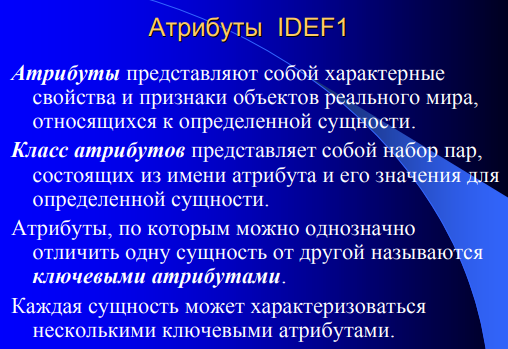 Атрибуты IDEF1
Атрибуты представляют собой характерные
свойства и признаки объектов реального мира,
относящихся к определенной сущности.
Класс атрибутов представляет собой набор пар,
состоящих из имени атрибута и его значения для
определенной сущности.
Атрибуты, по которым можно однозначно
отличить одну сущность от другой называются
ключевыми атрибутами.
Каждая сущность может характеризоваться
несколькими ключевыми атрибутами.